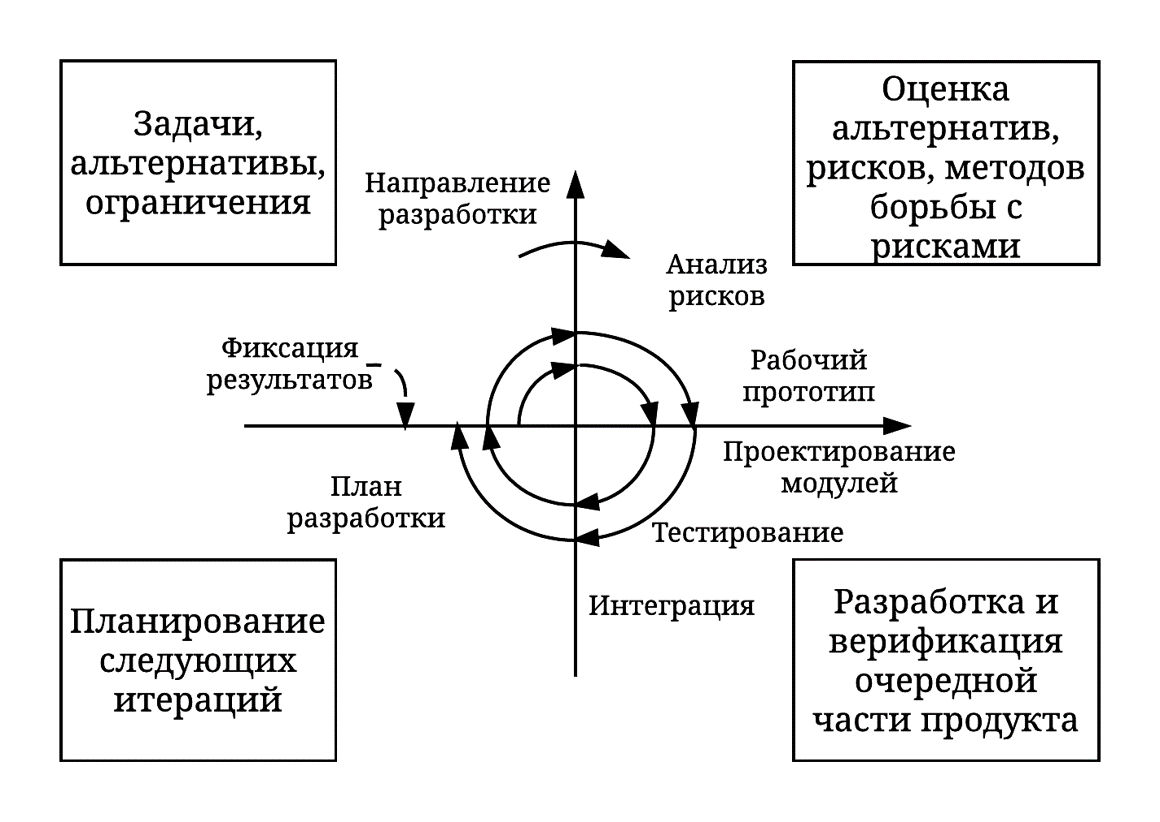 Задачи,
альтернативы,
ограничения
Оценка
альтернатив,
рисков, методов
борьбы с
рисками
Направление
разработки
Анализ
рисков
Фиксация
результатов
Рабочий
прототип
Проектирование
модулей
План
разработки
Тестирование
Интеграция
Планирование
следующих
итераций
Разработка и
верификация
очередной
части продукта